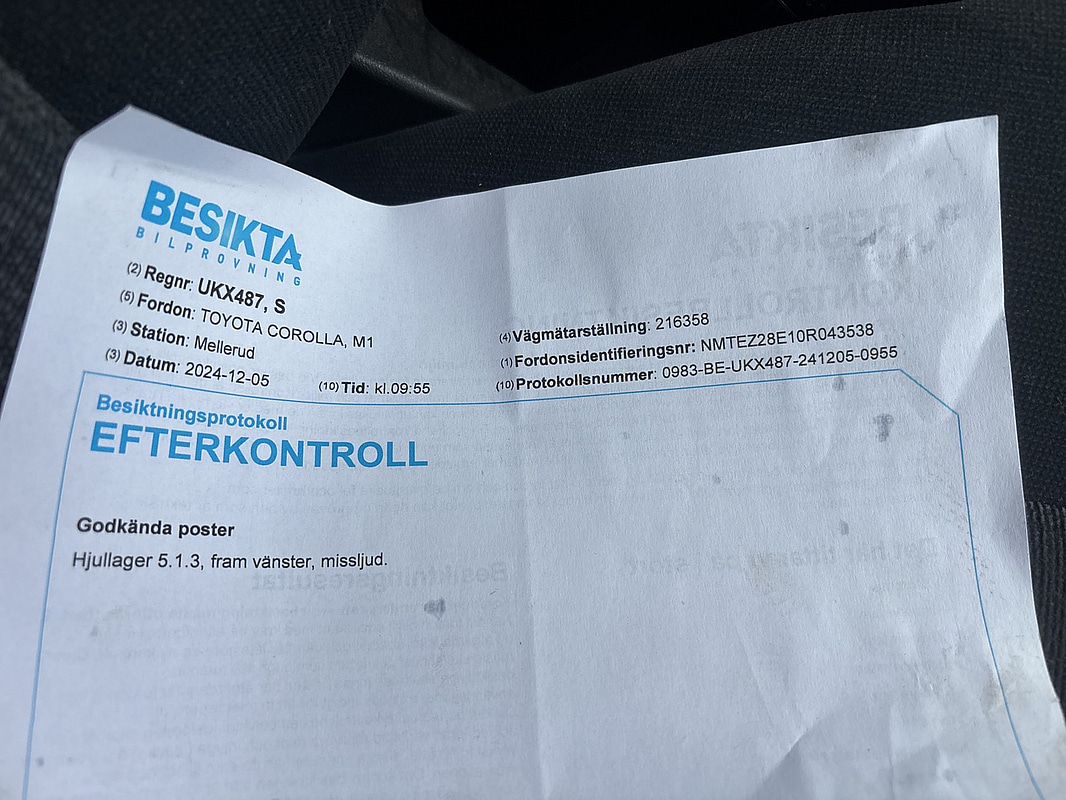 BESIKTA
BILPROVNING
(2) Regnr: UKX487, S
(5) Fordon: TOYOTA COROLLA, M1
(3) Station: Mellerud
(3) Datum: 2024-12-05
(10) Tid: kl.09:55
(4) Vägmätarställning: 216358
(1) Fordonsidentifieringsnr: NMTEZ28E10R043538
(10) Protokollsnummer: 0983-BE-UKX487-241205-0955
Besiktningsprotokoll
EFTERKONTROLL
Godkända poster
Hjullager 5.1.3, fram vänster, missljud.